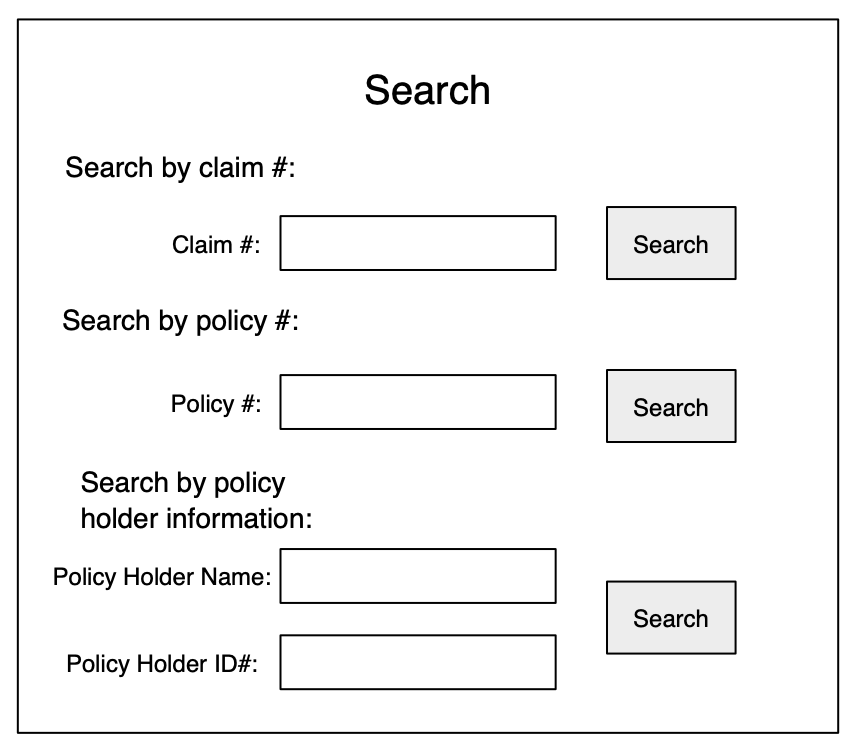 Search
Search by claim #:
Claim #:
Search
Search by policy #:
Policy #:
Search
Search by policy
holder information:
Policy Holder Name:
Search
Policy Holder ID#: